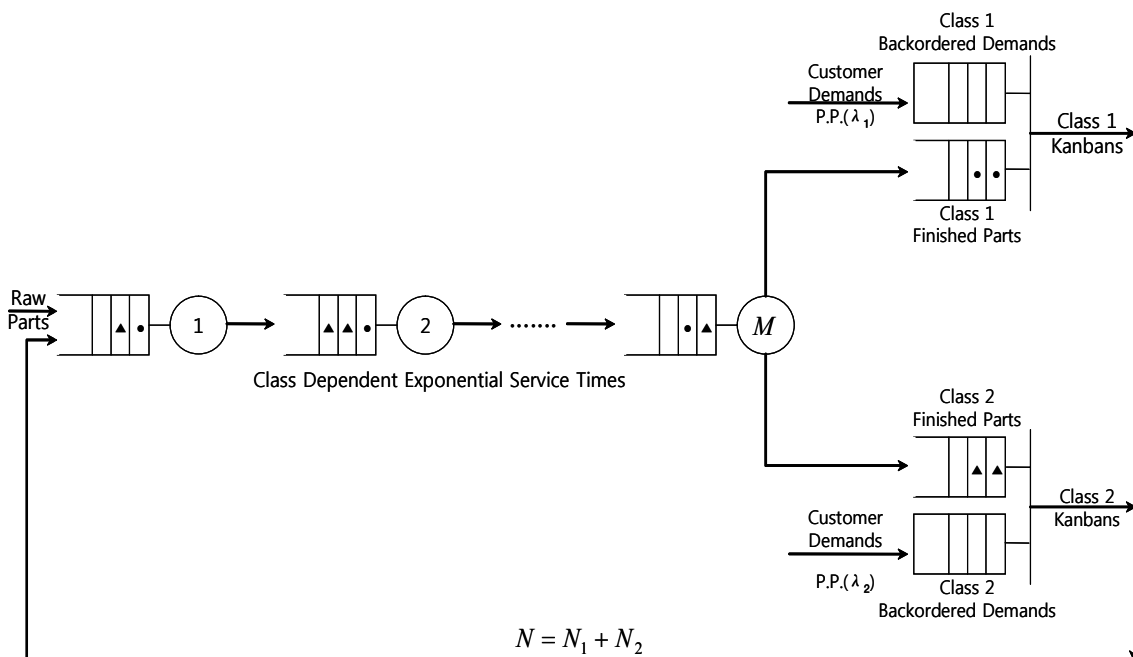 Class 1
Backordered Demands
Customer
Demands
P.P.(λ₁)
Class 1
Kanbans
Class 1
Finished Parts
Raw
Parts
1
2
.......
M
Class Dependent Exponential Service Times
Class 2
Finished Parts
Class 2
Kanbans
Customer
Demands
P.P.(λ₂)
Class 2
Backordered Demands
N = N₁ + N₂